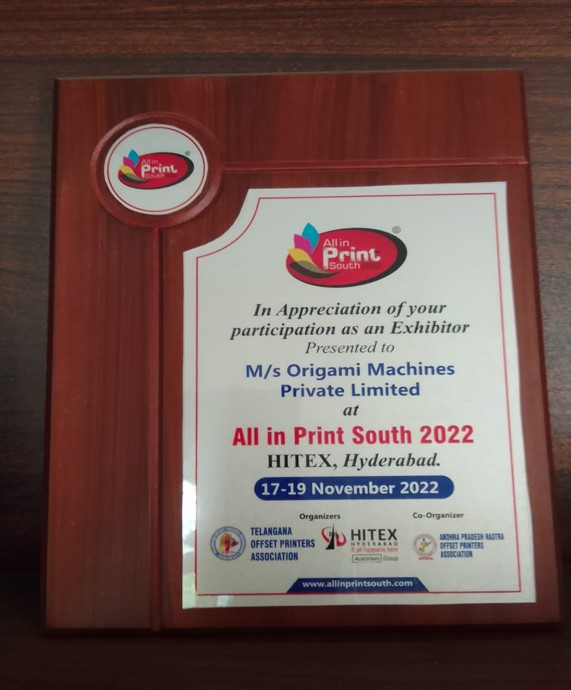 All in
Print
South
©
All in
Print
South
©
In Appreciation of your
participation as an Exhibitor
Presented to
M/s Origami Machines
Private Limited
at
All in Print South 2022
HITEX, Hyderabad.
17-19 November 2022
Organizers
TELANGANA
OFFSET PRINTERS
ASSOCIATION
HITEX
HYDERABAD
It all happens here
Group
Co-Organizer
ANDHRA PRADESH RASTRA
OFFSET PRINTERS
ASSOCIATION
www.allinprintsouth.com